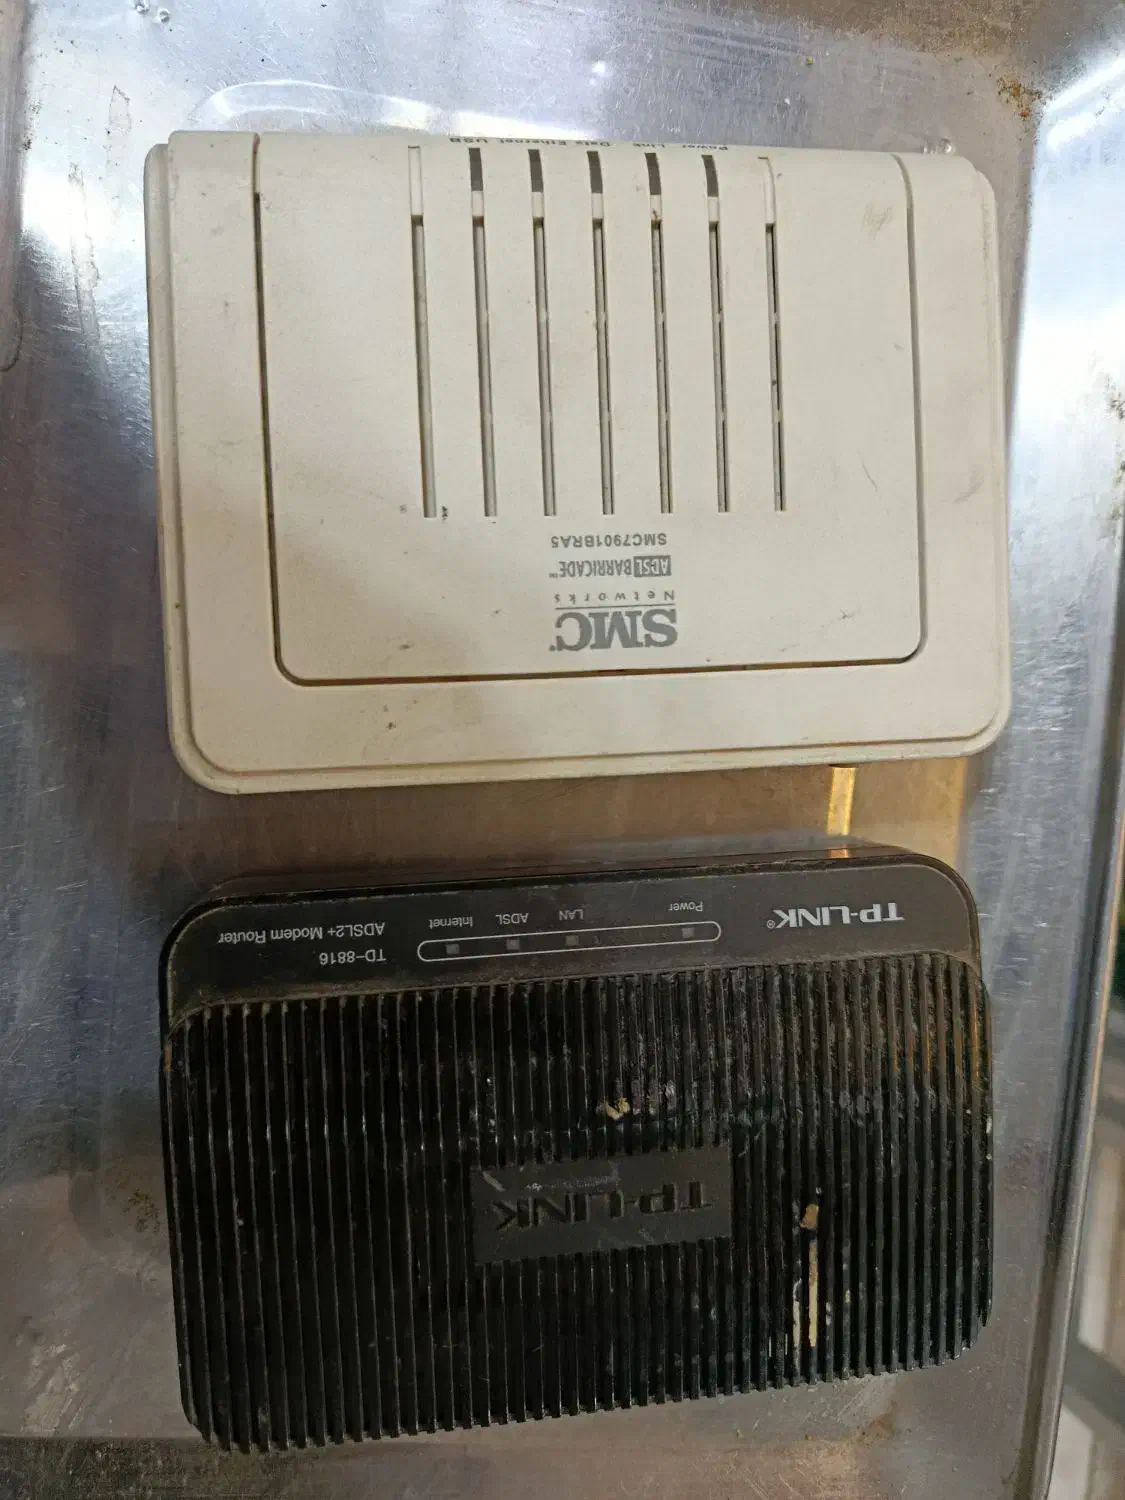 SMC®
Networks
ADSL BARRICADE™
SMC7901BRA5
Power Link Data Ethernet USB
TP-LINK®
Power LAN ADSL Internet
TD-8816
ADSL2+ Modem Router
TP-LINK